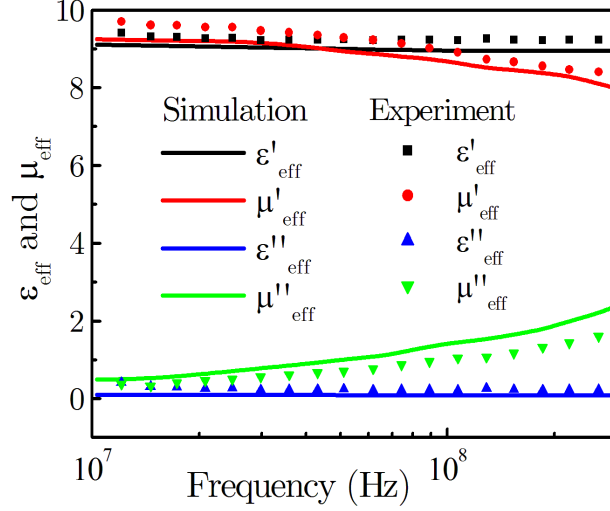 10
8
6
4
2
0
ε_eff and μ_eff
Simulation
ε'_eff
μ'_eff
ε''_eff
μ''_eff
Experiment
ε'_eff
μ'_eff
ε''_eff
μ''_eff
10^7
10^8
Frequency (Hz)